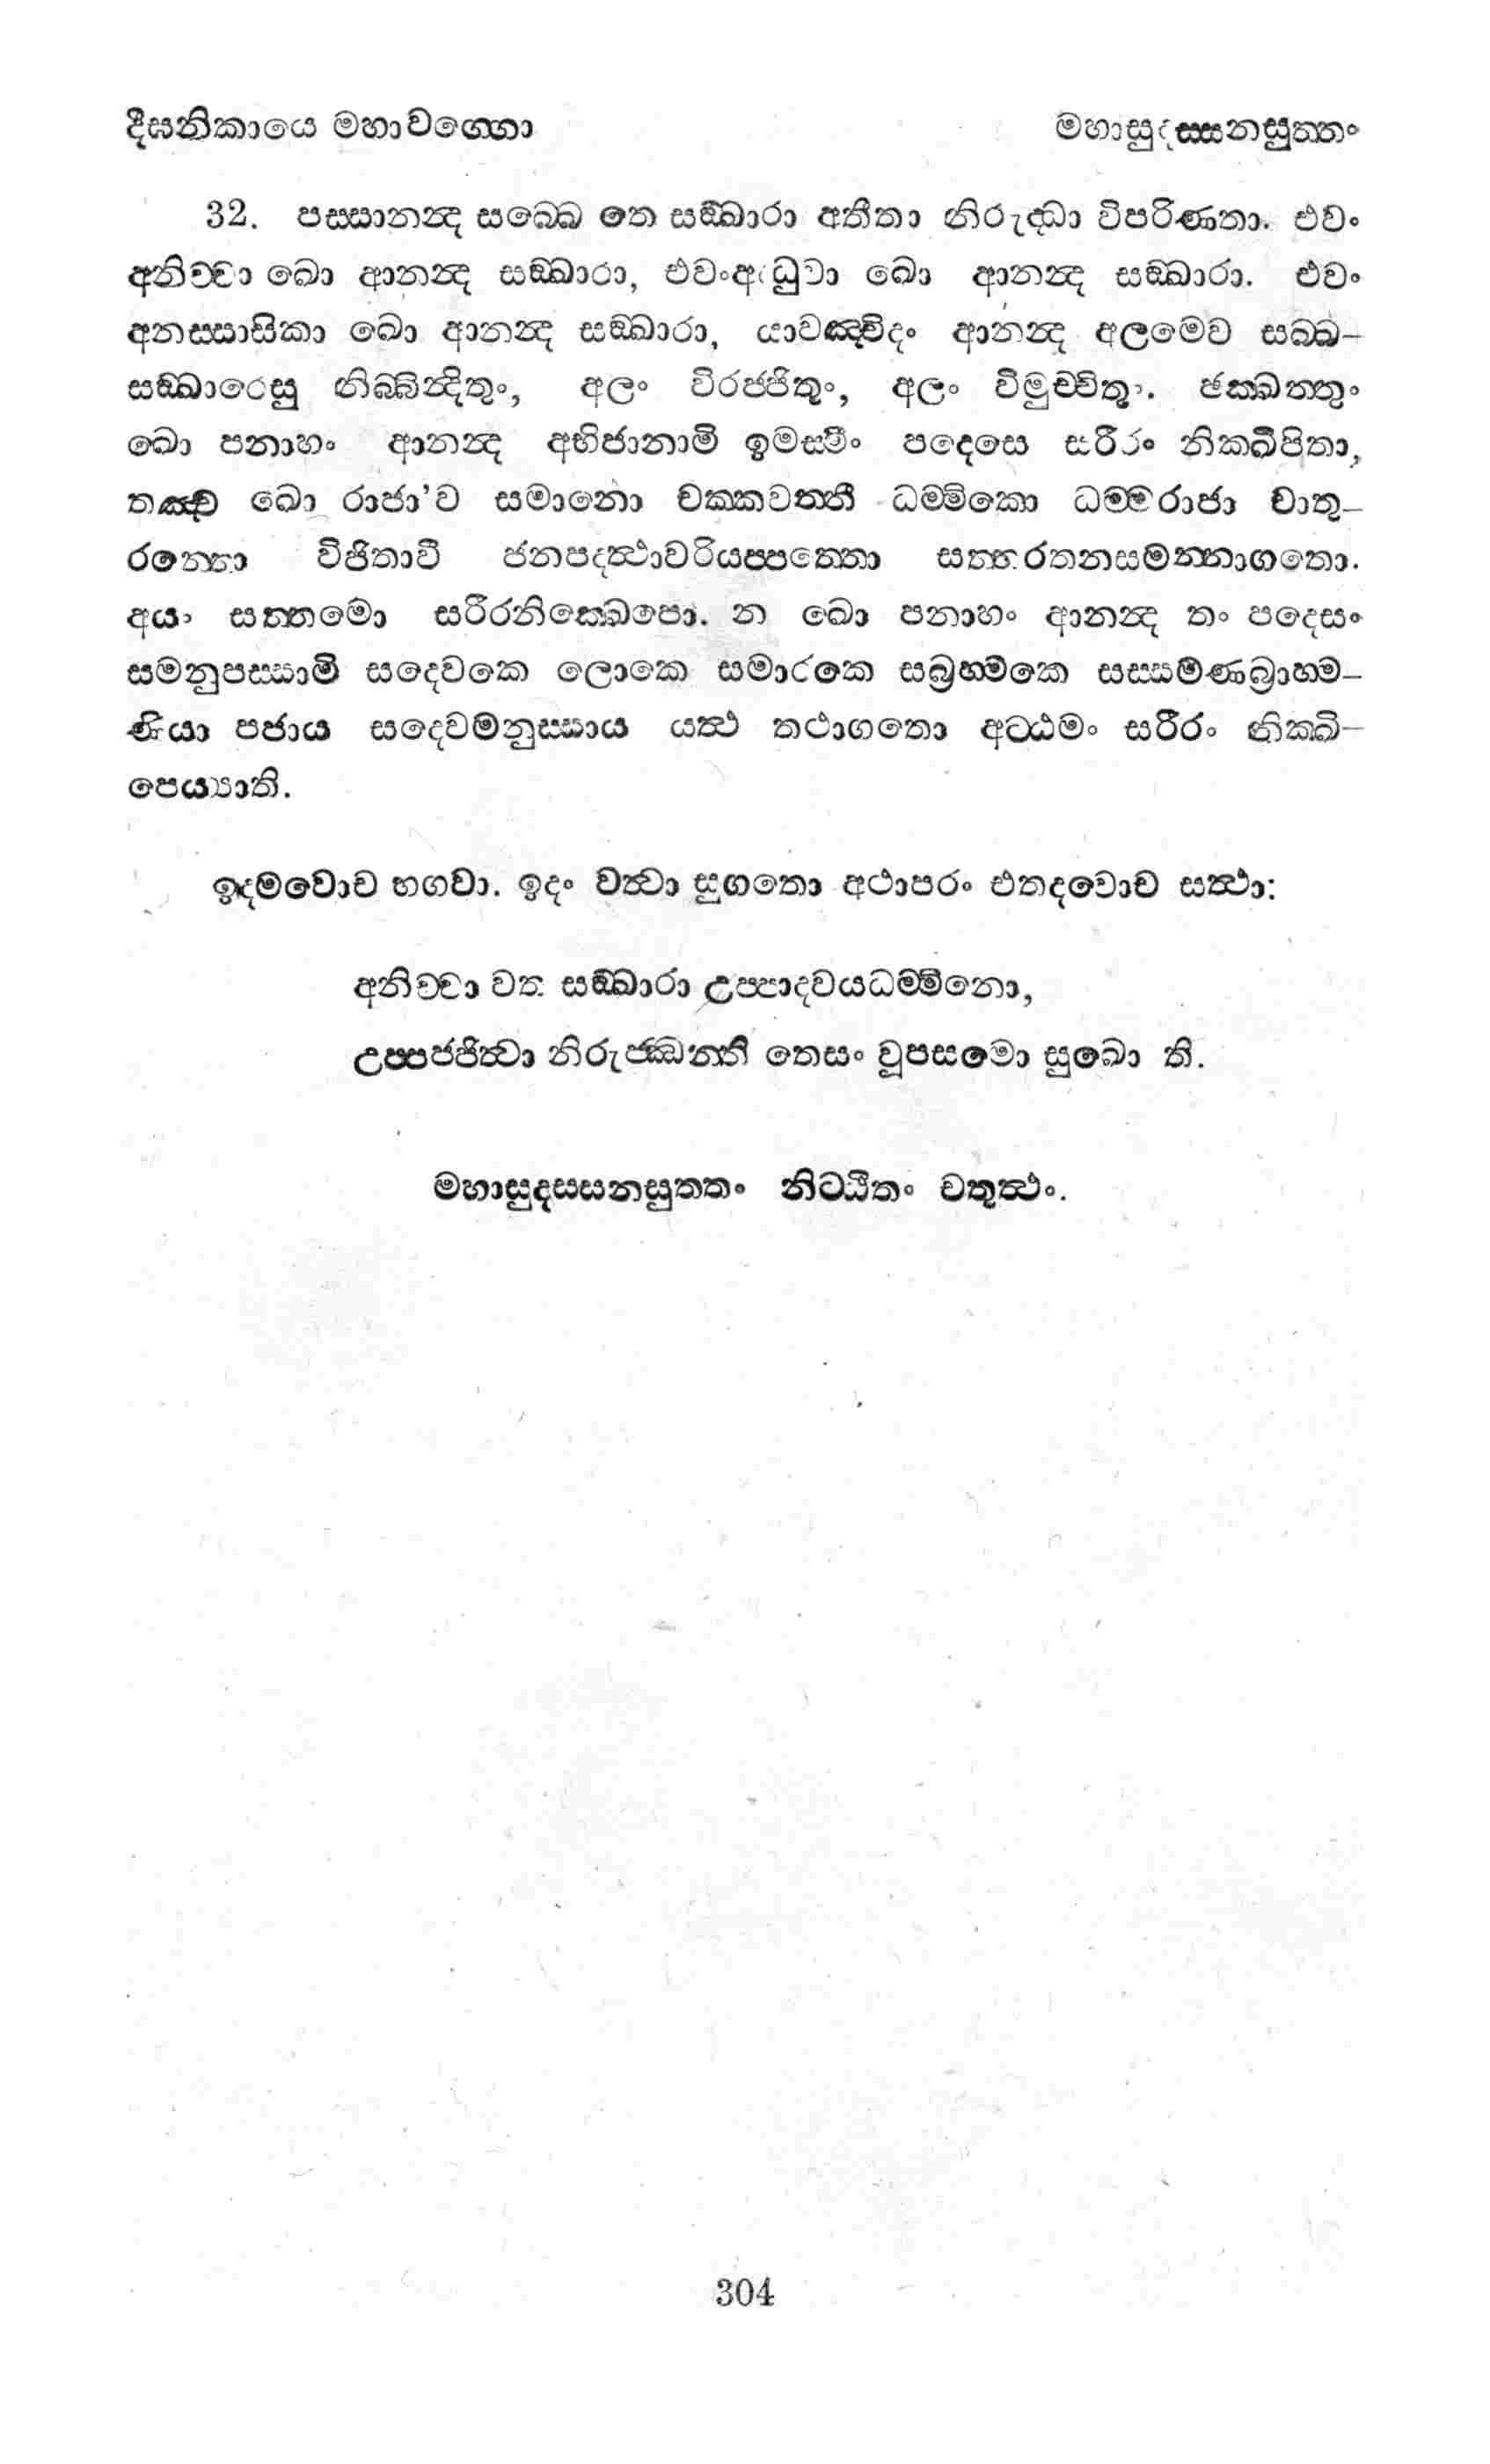 දීඝනිකායෙ මහාවග්ගො මහාසුදස්සනසුත්තං
32. පස්සානන්ද සබ්බෙ තෙ සඞ්ඛාරා අතීතා නිරුද්ධා විපරිණතා. එවං
අනිච්චා ඛො ආනන්ද සඞ්ඛාරා, එවංඅද්ධුවා ඛො ආනන්ද සඞ්ඛාරා. එවං
අනස්සාසිකා ඛො ආනන්ද සඞ්ඛාරා, යාවඤ්චිදං ආනන්ද අලමෙව සබ්බ-
සඞ්ඛාරෙසු නිබ්බින්දිතුං, අලං විරජ්ජිතුං, අලං විමුච්චිතුං. ඡක්ඛත්තුං
ඛො පනාහං ආනන්ද අභිජානාමි ඉමස්මිං පදෙසෙ සරීරං නික්ඛිපිතා,
තඤ්ච ඛො රාජා'ව සමානො චක්කවත්තී ධම්මිකො ධම්මරාජා චාතු-
රන්තො විජිතාවී ජනපදත්ථාවරියප්පත්තො සත්තරතනසමන්නාගතො.
අයං සත්තමො සරීරනික්ඛෙපො. න ඛො පනාහං ආනන්ද තං පදෙසං
සමනුපස්සාමි සදෙවකෙ ලොකෙ සමාරකෙ සබ්‍රහ්මකෙ සස්සමණබ්‍රාහ්ම-
ණියා පජාය සදෙවමනුස්සාය යත්ථ තථාගතො අට්ඨමං සරීරං නික්ඛි-
පෙය්‍යාති.
ඉදමවොච භගවා. ඉදං වත්වා සුගතො අථාපරං එතදවොච සත්ථා:
අනිච්චා වත සඞ්ඛාරා උප්පාදවයධම්මිනො,
උප්පජ්ජිත්වා නිරුජ්ඣන්ති තෙසං වූපසමො සුඛො ති.
මහාසුදස්සනසුත්තං නිට්ඨිතං චතුත්ථං.
304